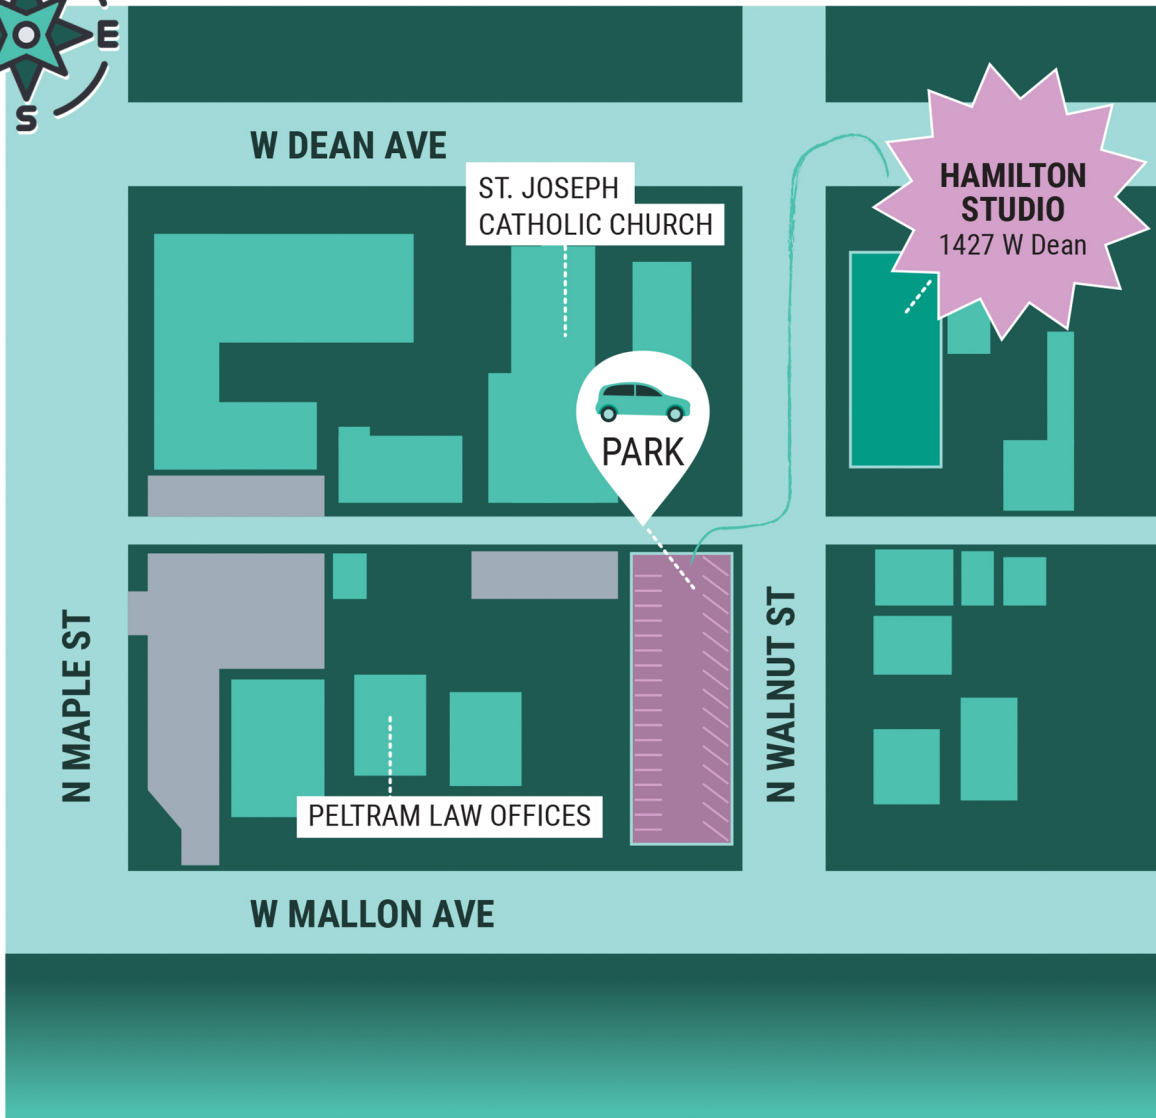 E
S
W DEAN AVE
ST. JOSEPH
CATHOLIC CHURCH
HAMILTON
STUDIO
1427 W Dean
PARK
N MAPLE ST
N WALNUT ST
PELTRAM LAW OFFICES
W MALLON AVE